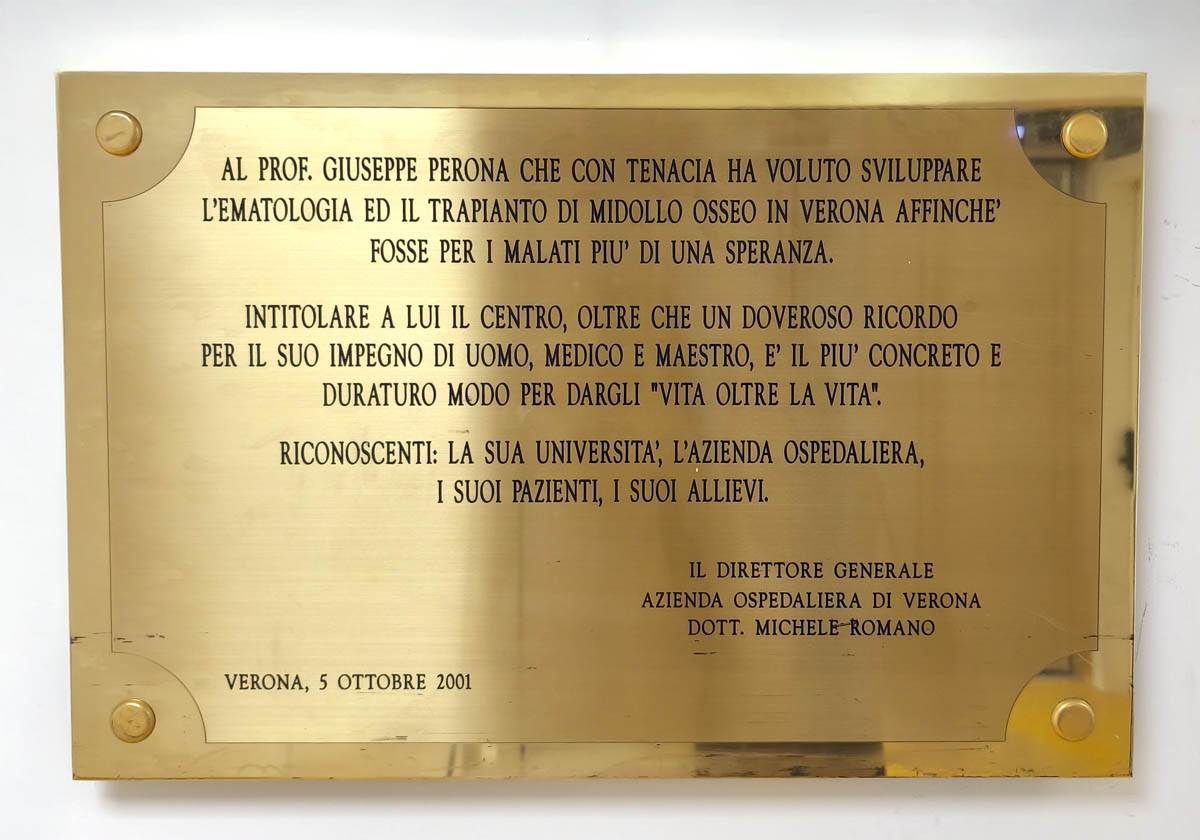 AL PROF. GIUSEPPE PERONA CHE CON TENACIA HA VOLUTO SVILUPPARE
L'EMATOLOGIA ED IL TRAPIANTO DI MIDOLLO OSSEO IN VERONA AFFINCHE'
FOSSE PER I MALATI PIU' DI UNA SPERANZA.
INTITOLARE A LUI IL CENTRO, OLTRE CHE UN DOVEROSO RICORDO
PER IL SUO IMPEGNO DI UOMO, MEDICO E MAESTRO, E' IL PIU' CONCRETO E
DURATURO MODO PER DARGLI "VITA OLTRE LA VITA".
RICONOSCENTI: LA SUA UNIVERSITA', L'AZIENDA OSPEDALIERA,
I SUOI PAZIENTI, I SUOI ALLIEVI.
IL DIRETTORE GENERALE
AZIENDA OSPEDALIERA DI VERONA
DOTT. MICHELE ROMANO
VERONA, 5 OTTOBRE 2001